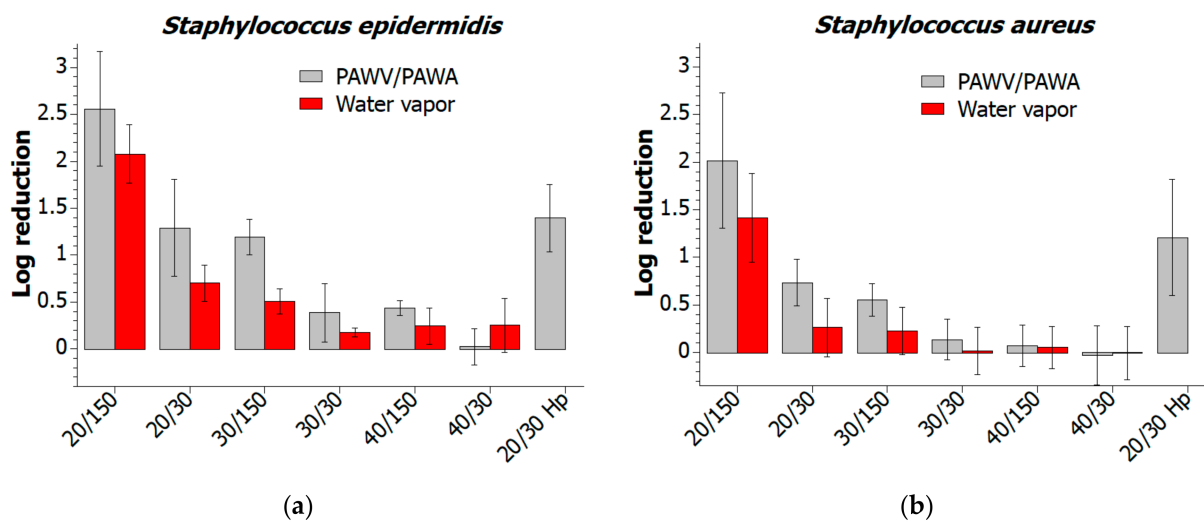 (a)
Staphylococcus epidermidis
PAWV/PAWA
Water vapor
Log reduction
3
2.5
2
1.5
1
0.5
0
20/150
20/30
30/150
30/30
40/150
40/30
20/30 Hp
(a)
(b)
Staphylococcus aureus
PAWV/PAWA
Water vapor
Log reduction
3
2.5
2
1.5
1
0.5
0
20/150
20/30
30/150
30/30
40/150
40/30
20/30 Hp
(b)